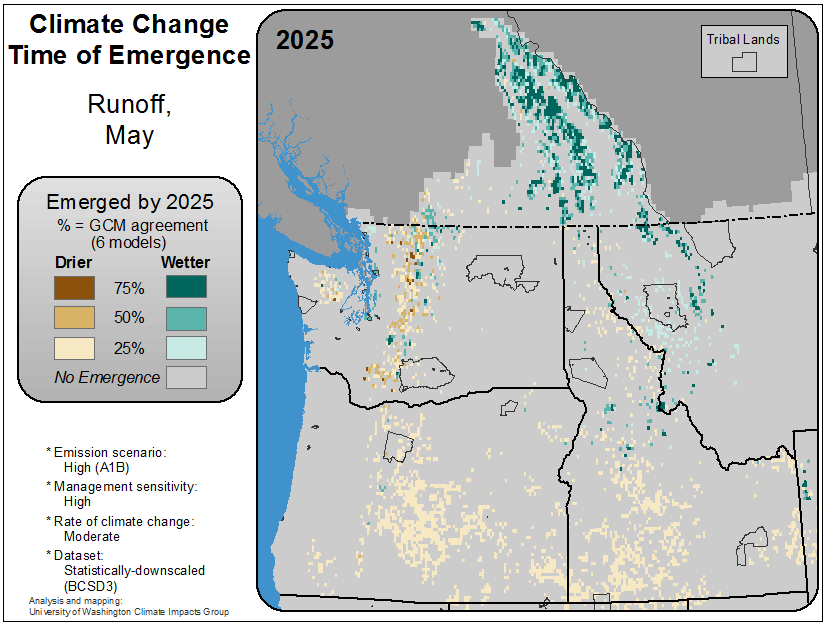 Climate Change
Time of Emergence
Runoff,
May
Emerged by 2025
% = GCM agreement
(6 models)
Drier Wetter
75%
50%
25%
No Emergence
* Emission scenario:
High (A1B)
* Management sensitivity:
High
* Rate of climate change:
Moderate
* Dataset:
Statistically-downscaled
(BCSD3)
Analysis and mapping:
University of Washington Climate Impacts Group
2025
Tribal Lands